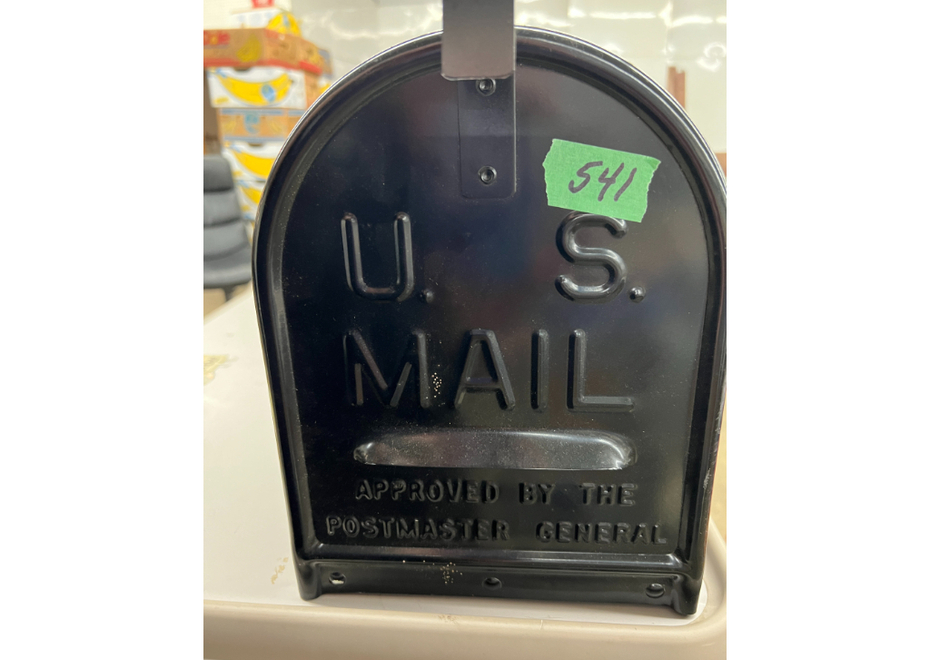 541
U. S.
MAIL
APPROVED BY THE
POSTMASTER GENERAL